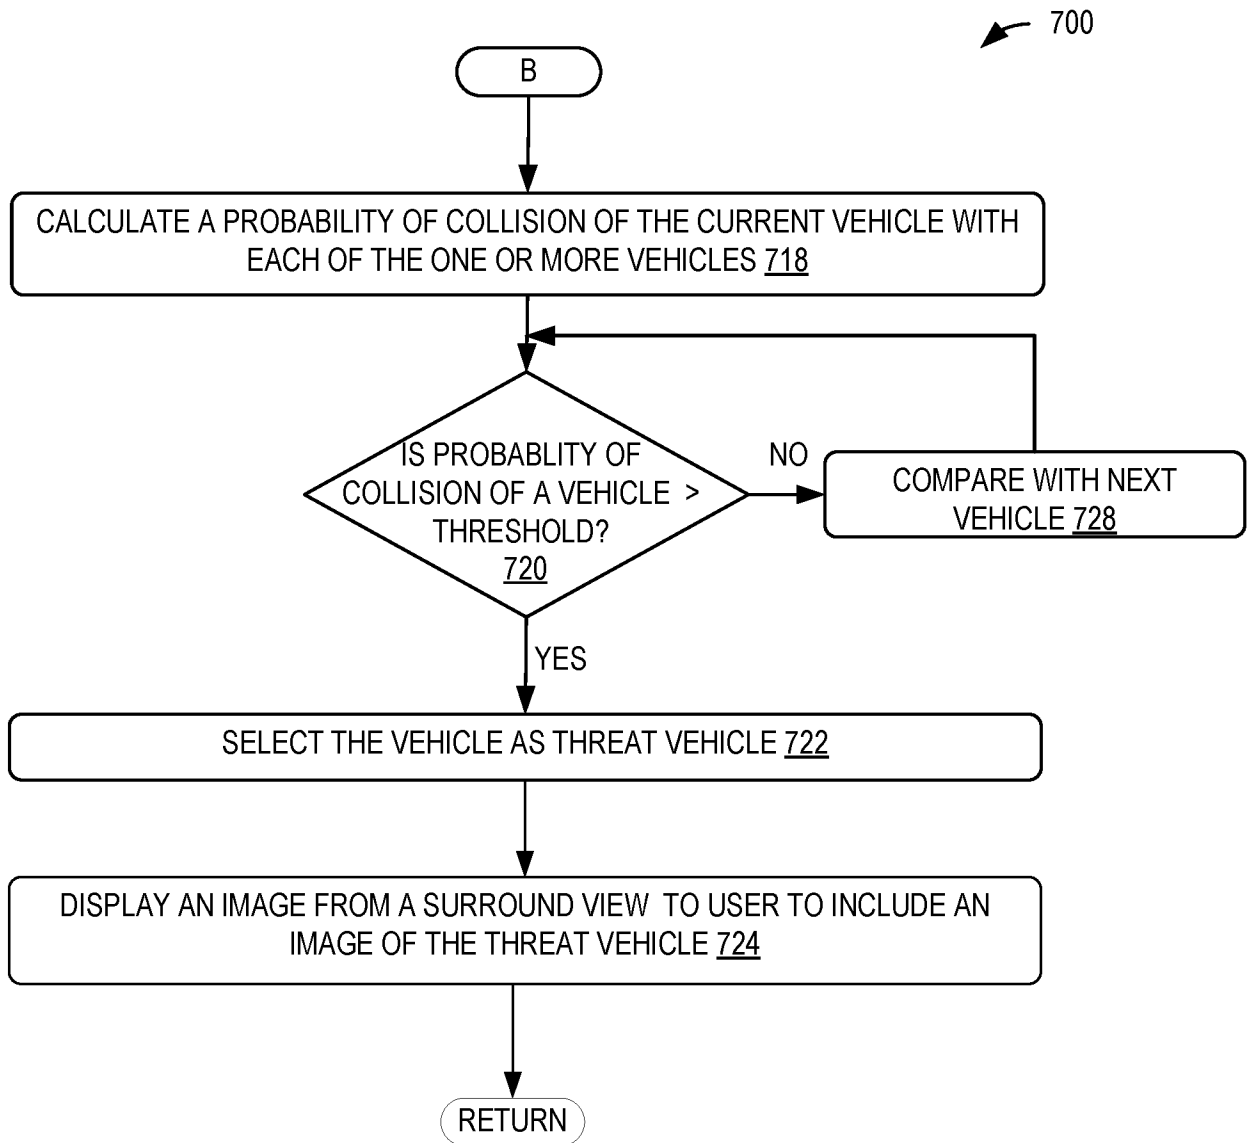 700
B
CALCULATE A PROBABILITY OF COLLISION OF THE CURRENT VEHICLE WITH
EACH OF THE ONE OR MORE VEHICLES 718
IS PROBABLITY OF
COLLISION OF A VEHICLE >
THRESHOLD?
720
NO
COMPARE WITH NEXT
VEHICLE 728
YES
SELECT THE VEHICLE AS THREAT VEHICLE 722
DISPLAY AN IMAGE FROM A SURROUND VIEW TO USER TO INCLUDE AN
IMAGE OF THE THREAT VEHICLE 724
RETURN